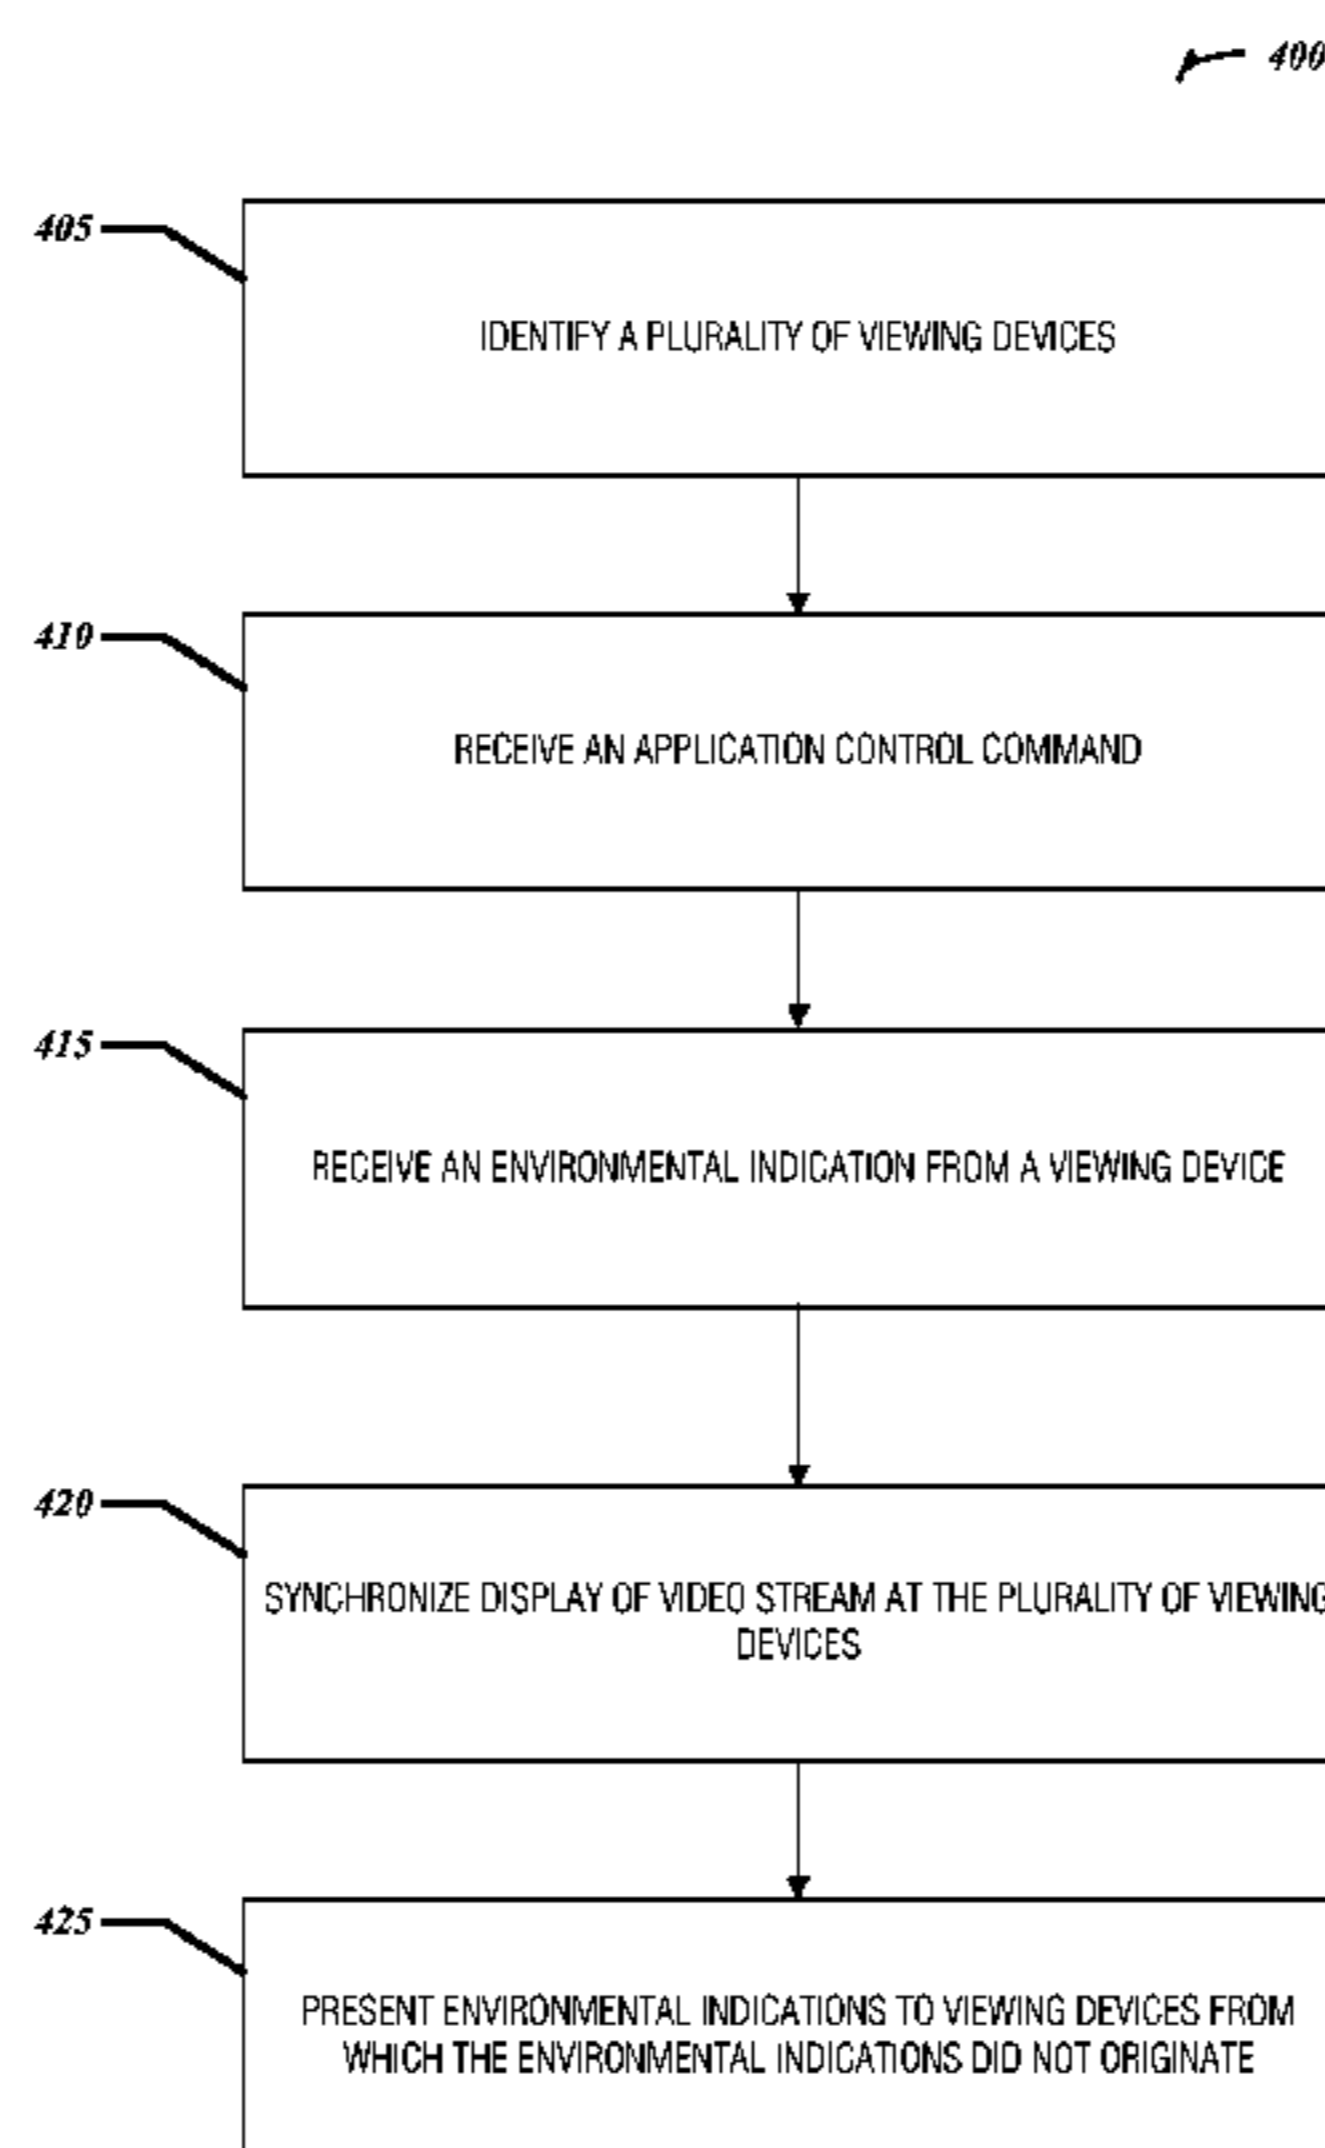 400
405
IDENTIFY A PLURALITY OF VIEWING DEVICES
410
RECEIVE AN APPLICATION CONTROL COMMAND
415
RECEIVE AN ENVIRONMENTAL INDICATION FROM A VIEWING DEVICE
420
SYNCHRONIZE DISPLAY OF VIDEO STREAM AT THE PLURALITY OF VIEWING
DEVICES
425
PRESENT ENVIRONMENTAL INDICATIONS TO VIEWING DEVICES FROM
WHICH THE ENVIRONMENTAL INDICATIONS DID NOT ORIGINATE